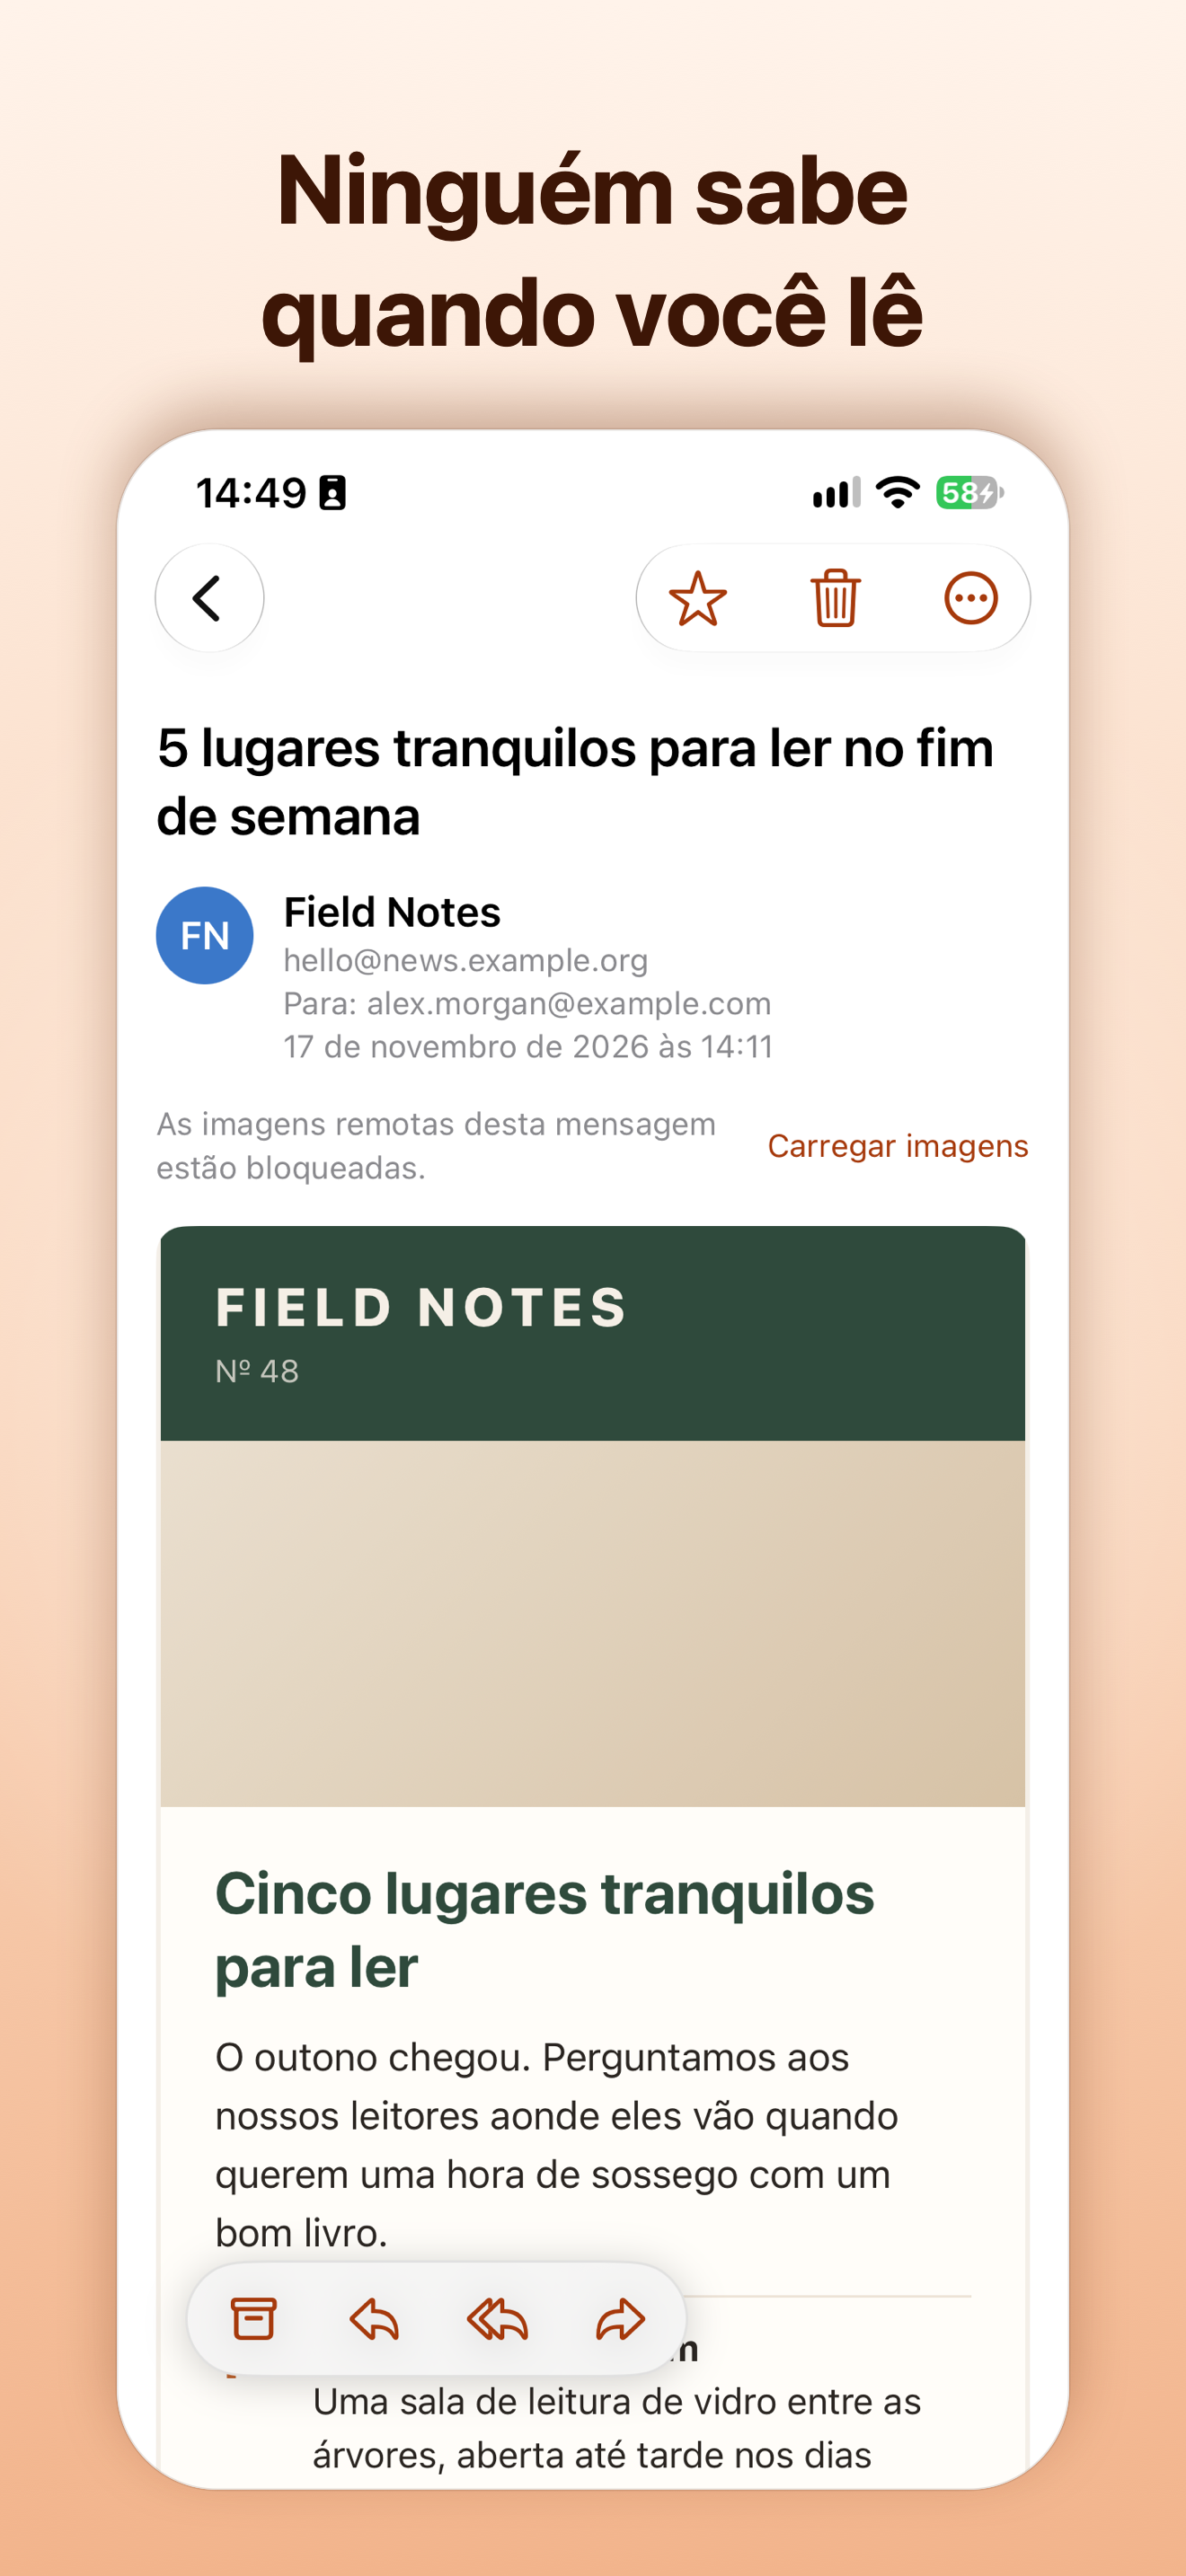 Ninguém sabe
quando você lê
14:49
58
5 lugares tranquilos para ler no fim
de semana
FN
Field Notes
hello@news.example.org
Para: alex.morgan@example.com
17 de novembro de 2026 às 14:11
As imagens remotas desta mensagem
estão bloqueadas.
Carregar imagens
FIELD NOTES
Nº 48
Cinco lugares tranquilos
para ler
O outono chegou. Perguntamos aos
nossos leitores aonde eles vão quando
querem uma hora de sossego com um
bom livro.
Uma sala de leitura de vidro entre as
árvores, aberta até tarde nos dias